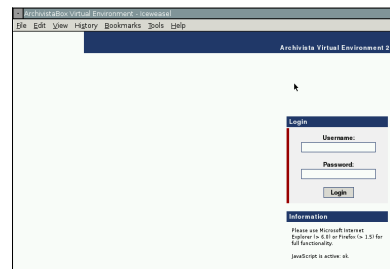 ArchivistaBox Virtual Environment - Iceweasel
File Edit View History Bookmarks Tools Help
Archivista Virtual Environment 2
Login
Username:
Password:
Login
Information
Please use Microsoft Internet
Explorer (> 6.0) or Firefox (> 1.5) for
full functionality.
JavaScript is active: ok.